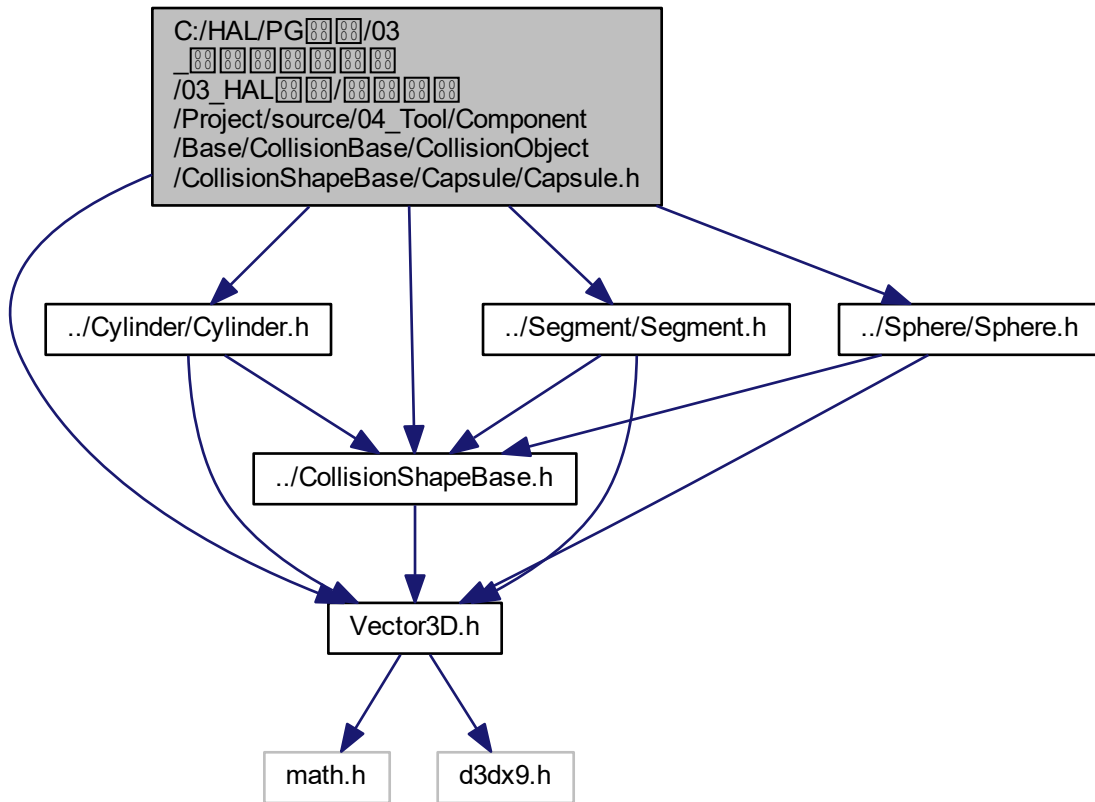 C:/HAL/PG/03
_
/03_HAL/
/Project/source/04_Tool/Component
/Base/CollisionBase/CollisionObject
/CollisionShapeBase/Capsule/Capsule.h
../Cylinder/Cylinder.h
../Segment/Segment.h
../Sphere/Sphere.h
../CollisionShapeBase.h
Vector3D.h
math.h
d3dx9.h